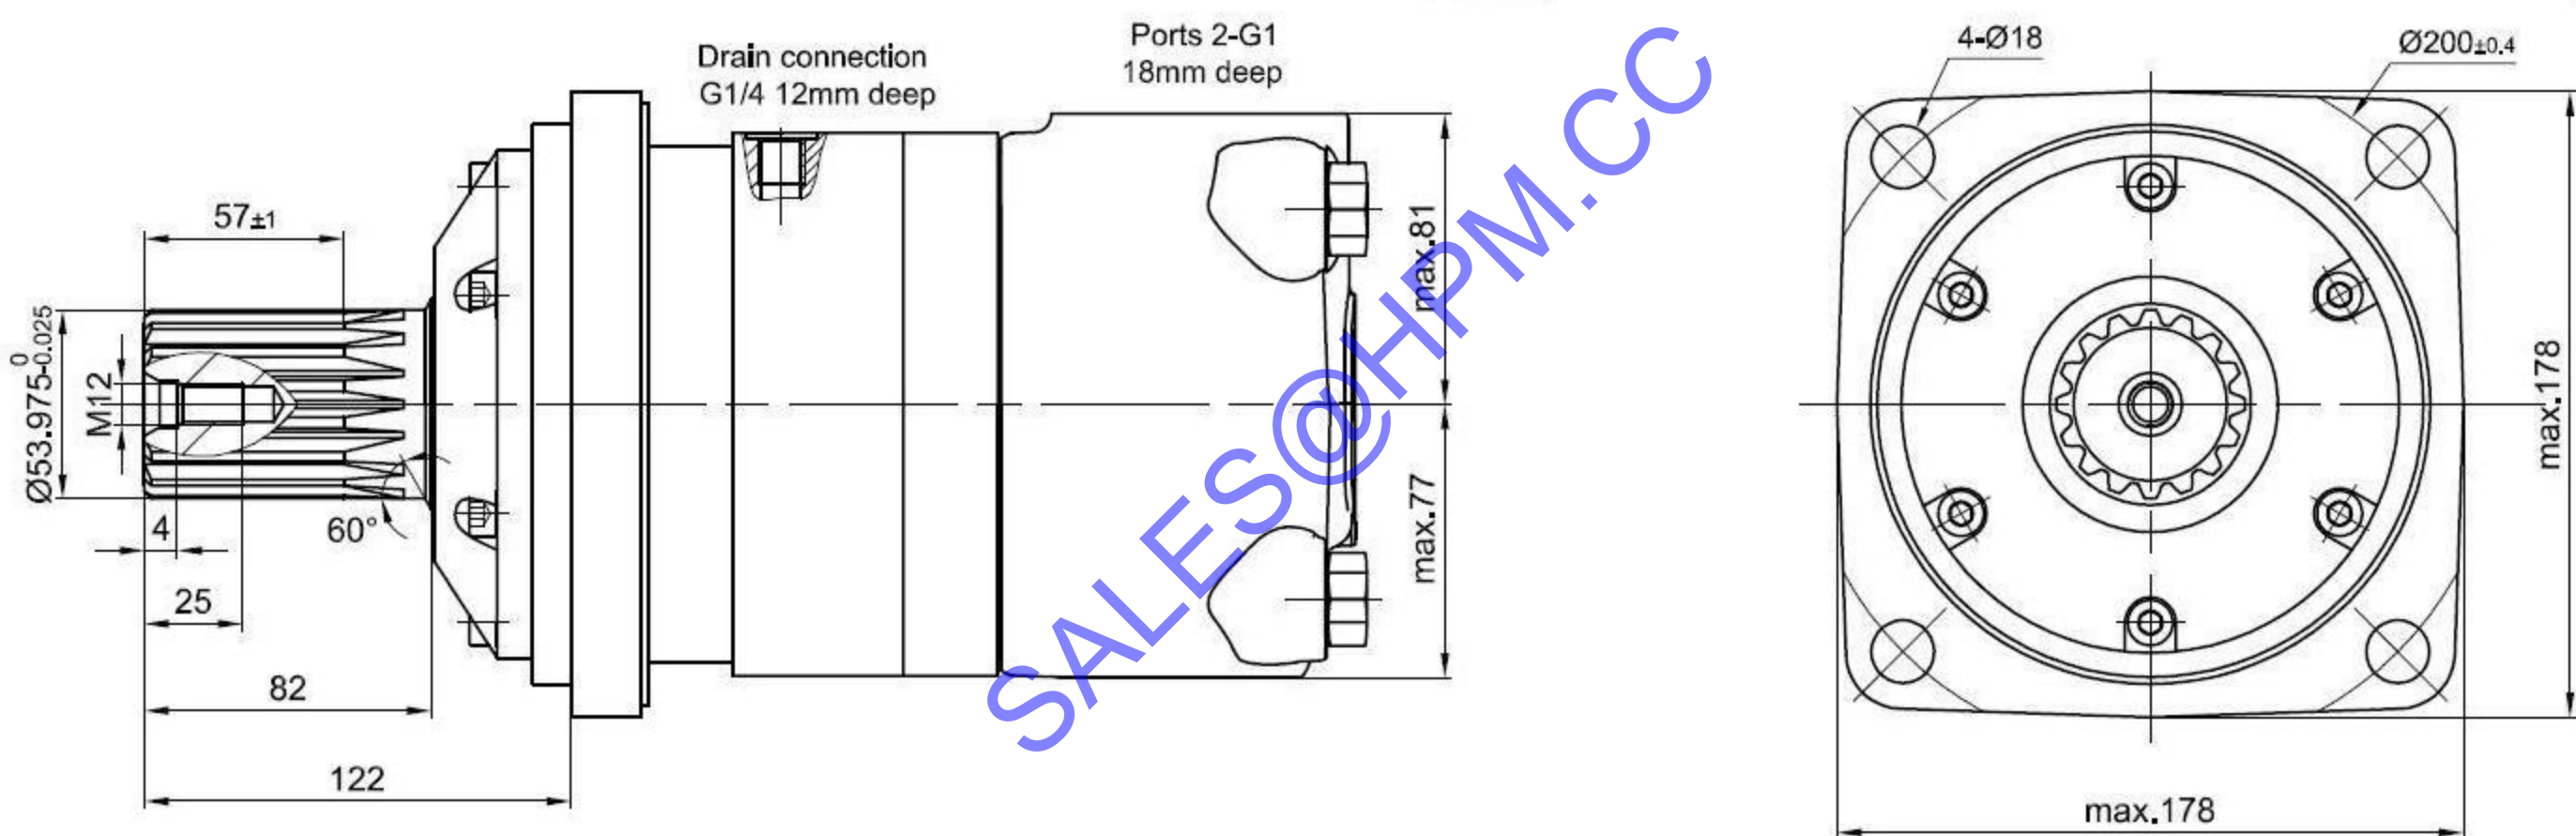 Drain connection
G1/4 12mm deep
Ports 2-G1
18mm deep
57±1
Ø53.975 0 -0.025
M12
4
60°
25
82
122
max.81
max.77
SALES@HPM.CC
4-Ø18
Ø200±0.4
max.178
max.178